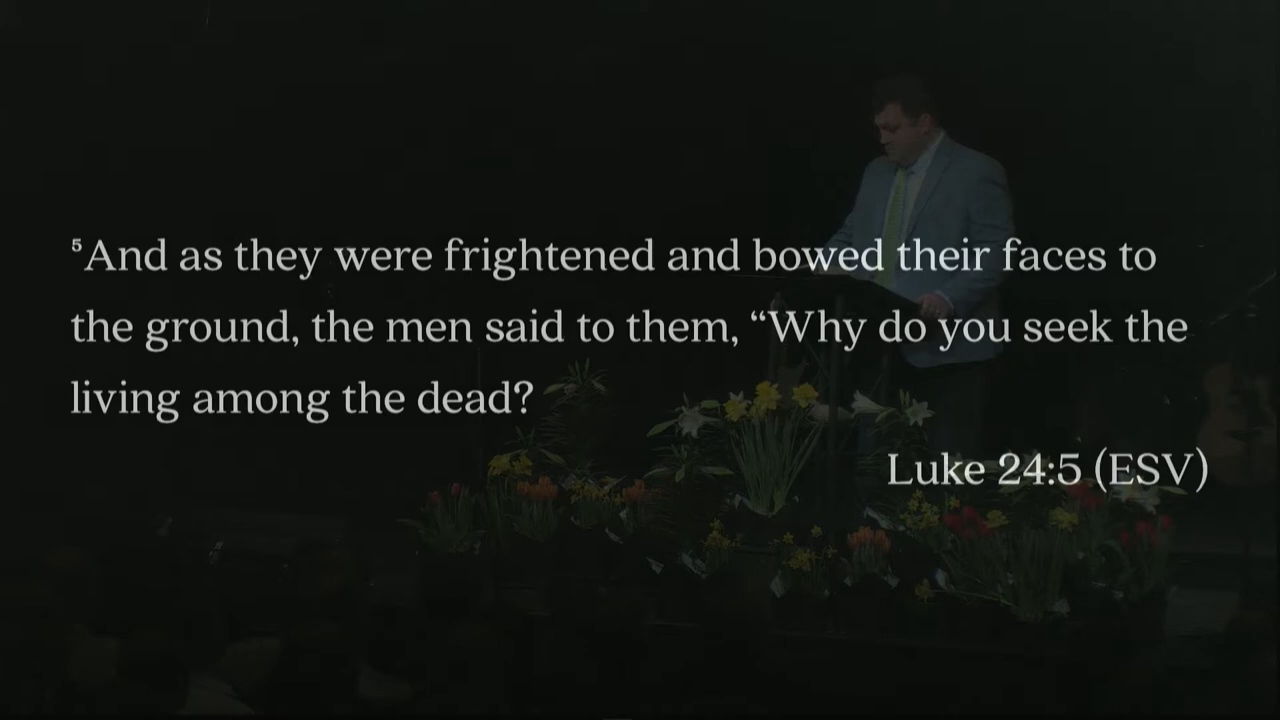 ⁵And as they were frightened and bowed their faces to
the ground, the men said to them, “Why do you seek the
living among the dead?
Luke 24:5 (ESV)